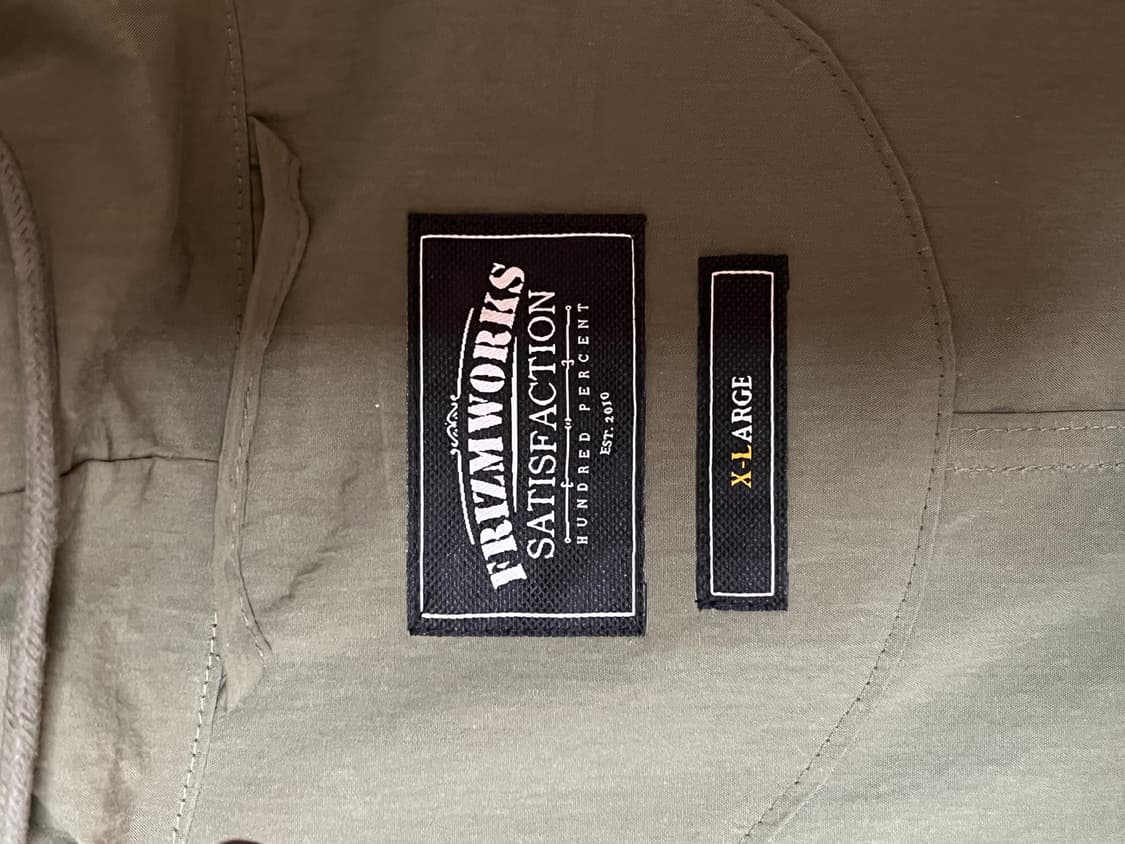 FRIZMWORKS
SATISFACTION
HUNDRED PERCENT
EST. 2010
X-LARGE